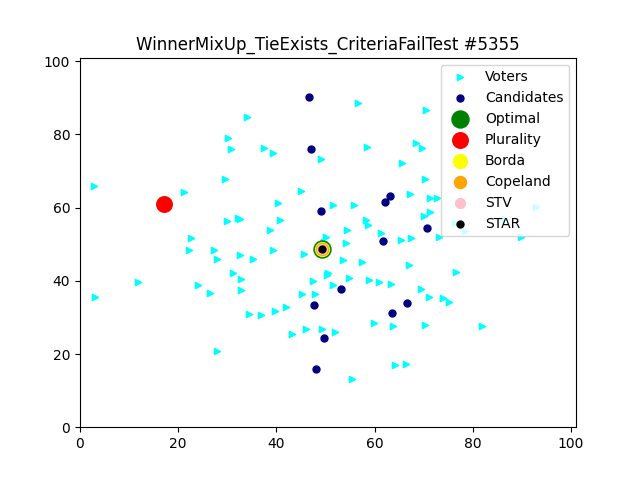 WinnerMixUp_TieExists_CriteriaFailTest #5355
100
80
60
40
20
0
0
20
40
60
80
100
Voters
Candidates
Optimal
Plurality
Borda
Copeland
STV
STAR